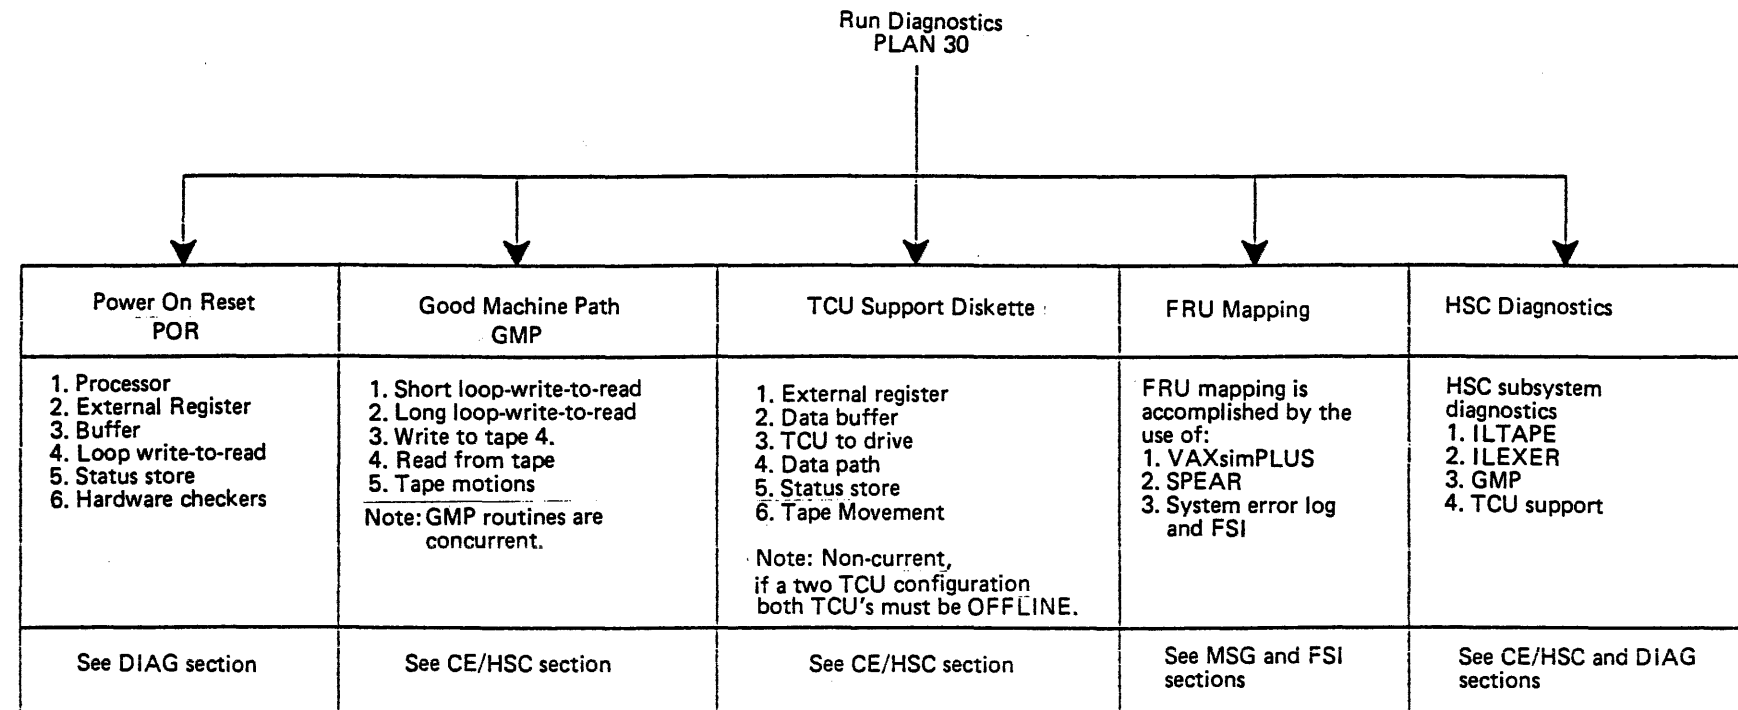 Run Diagnostics
PLAN 30
Power On Reset
POR
Good Machine Path
GMP
TCU Support Diskette
FRU Mapping
HSC Diagnostics
1. Processor
2. External Register
3. Buffer
4. Loop write-to-read
5. Status store
6. Hardware checkers
1. Short loop-write-to-read
2. Long loop-write-to-read
3. Write to tape 4.
4. Read from tape
5. Tape motions
Note: GMP routines are
concurrent.
1. External register
2. Data buffer
3. TCU to drive
4. Data path
5. Status store
6. Tape Movement
Note: Non-current,
if a two TCU configuration
both TCU's must be OFFLINE.
FRU mapping is
accomplished by the
use of:
1. VAXsimPLUS
2. SPEAR
3. System error log
and FSI
HSC subsystem
diagnostics
1. ILTAPE
2. ILEXER
3. GMP
4. TCU support
See DIAG section
See CE/HSC section
See CE/HSC section
See MSG and FSI
sections
See CE/HSC and DIAG
sections